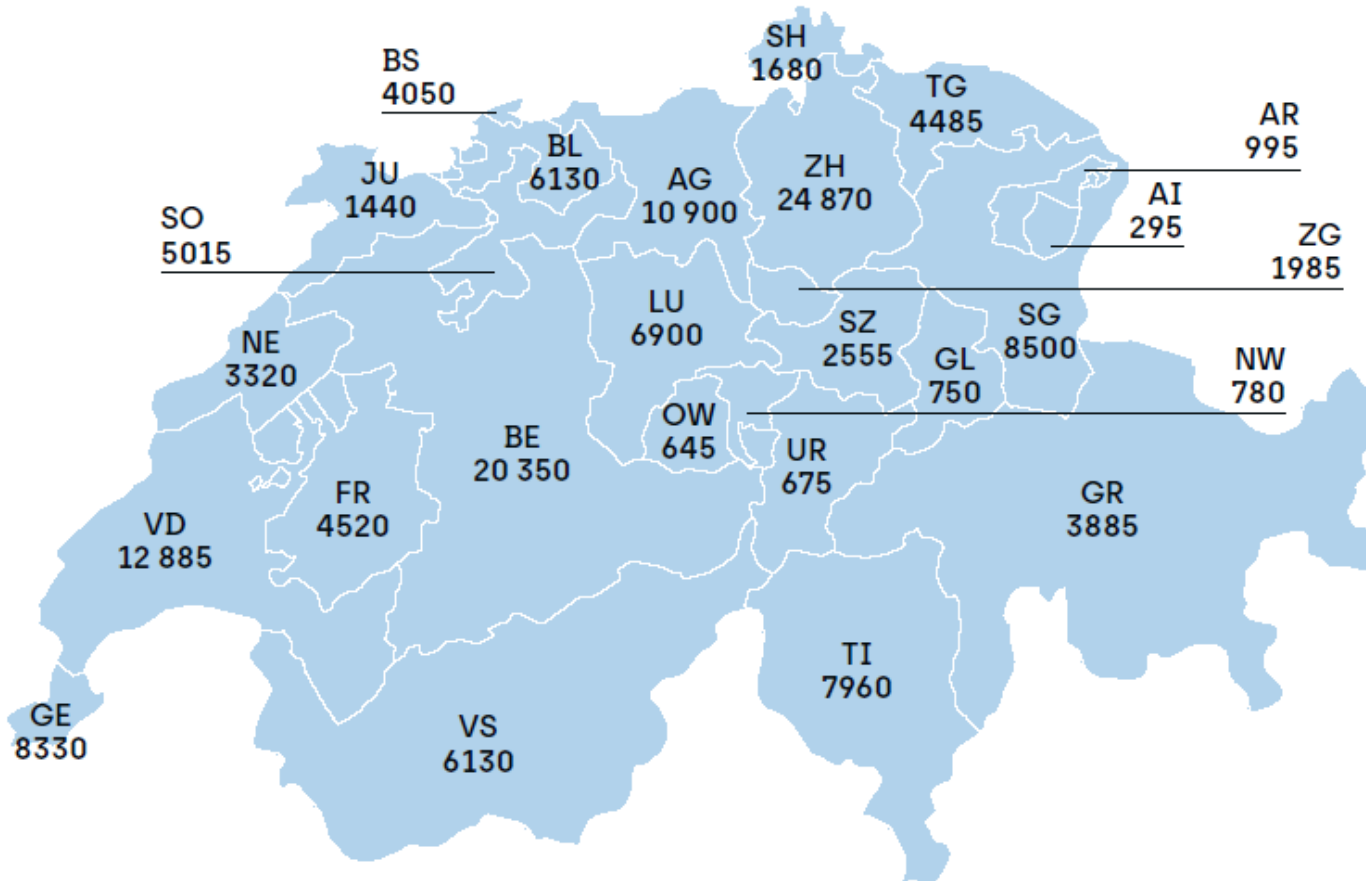 SH
1680
BS
4050
TG
4485
AR
995
BL
6130
JU
1440
AG
10 900
ZH
24 870
AI
295
SO
5015
ZG
1985
LU
6900
SZ
2555
SG
8500
NE
3320
GL
750
NW
780
OW
645
BE
20 350
UR
675
FR
4520
GR
3885
VD
12 885
TI
7960
GE
8330
VS
6130